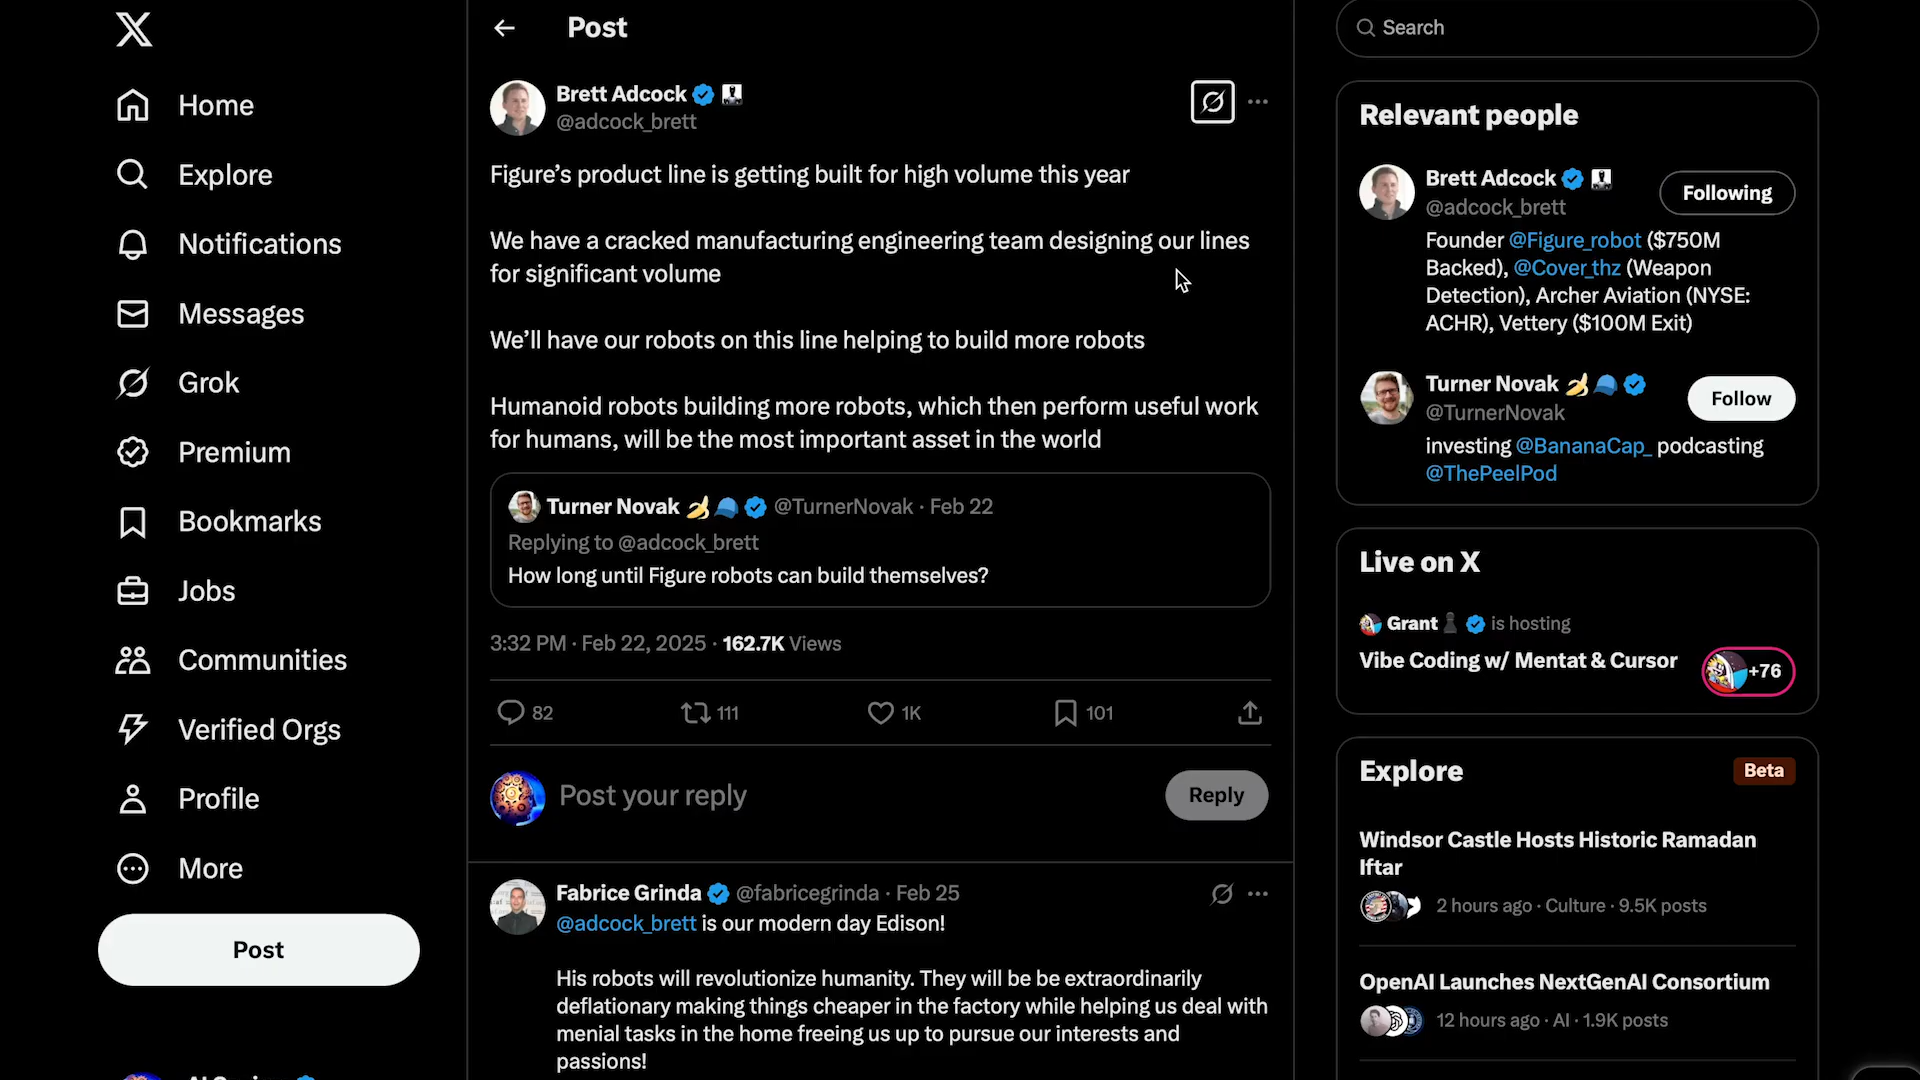 Home
Explore
Notifications
Messages
Grok
Premium
Bookmarks
Jobs
Communities
Verified Orgs
Profile
More
Post
Post
Brett Adcock
@adcock_brett
Figure’s product line is getting built for high volume this year
We have a cracked manufacturing engineering team designing our lines
for significant volume
We’ll have our robots on this line helping to build more robots
Humanoid robots building more robots, which then perform useful work
for humans, will be the most important asset in the world
Turner Novak @TurnerNovak · Feb 22
Replying to @adcock_brett
How long until Figure robots can build themselves?
3:32 PM · Feb 22, 2025 · 162.7K Views
82 111 1K 101
Post your reply
Reply
Fabrice Grinda @fabricegrinda · Feb 25
@adcock_brett is our modern day Edison!
His robots will revolutionize humanity. They will be be extraordinarily
deflationary making things cheaper in the factory while helping us deal with
menial tasks in the home freeing us up to pursue our interests and
passions!
Search
Relevant people
Brett Adcock
@adcock_brett
Following
Founder @Figure_robot ($750M
Backed), @Cover_thz (Weapon
Detection), Archer Aviation (NYSE:
ACHR), Vettery ($100M Exit)
Turner Novak
@TurnerNovak
Follow
investing @BananaCap_ podcasting
@ThePeelPod
Live on X
Grant is hosting
Vibe Coding w/ Mentat & Cursor
+76
Explore
Beta
Windsor Castle Hosts Historic Ramadan
Iftar
2 hours ago · Culture · 9.5K posts
OpenAI Launches NextGenAI Consortium
12 hours ago · AI · 1.9K posts